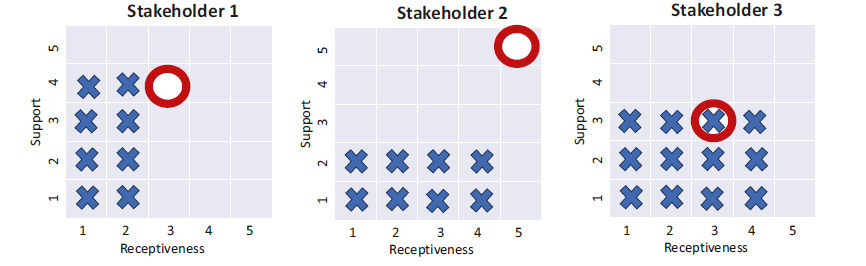 Stakeholder 1
5
4
3
2
1
Support
1 2 3 4 5
Receptiveness
Stakeholder 2
5
4
3
2
1
Support
1 2 3 4 5
Receptiveness
Stakeholder 3
5
4
3
2
1
Support
1 2 3 4 5
Receptiveness